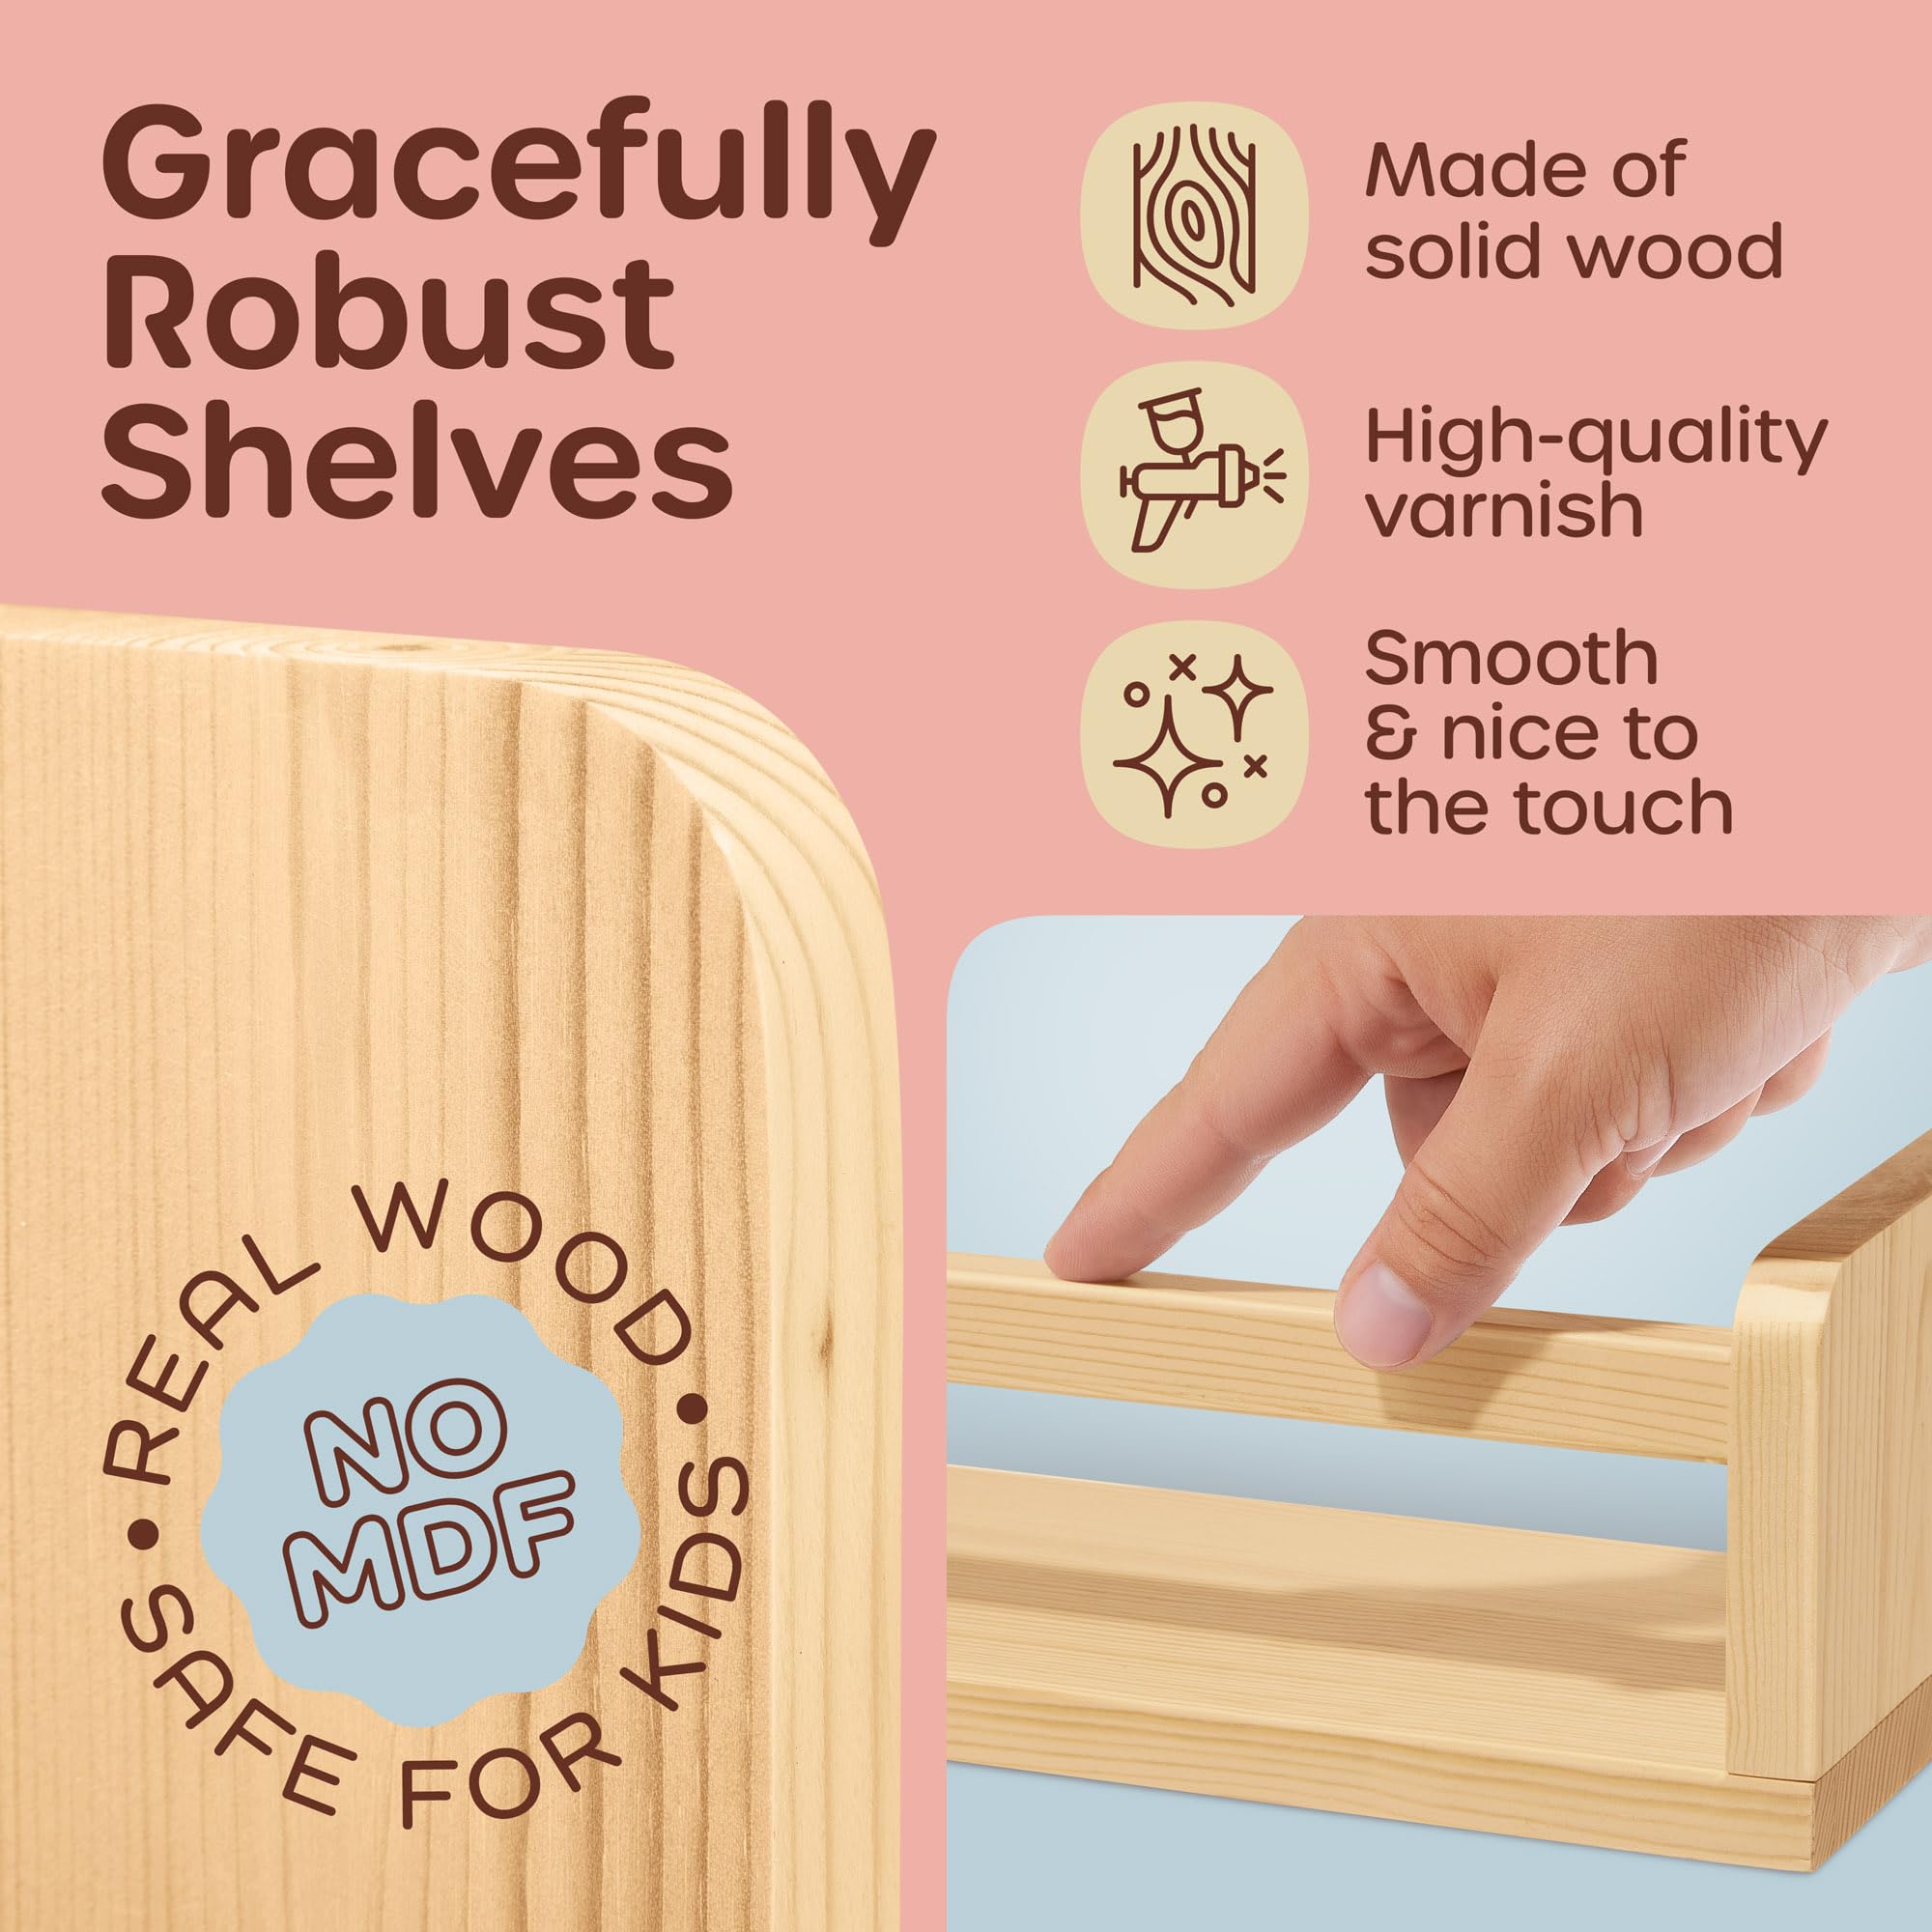 Gracefully
Robust
Shelves
Made of
solid wood
High-quality
varnish
Smooth
& nice to
the touch
REAL WOOD •
SAFE FOR KIDS •
NO
MDF